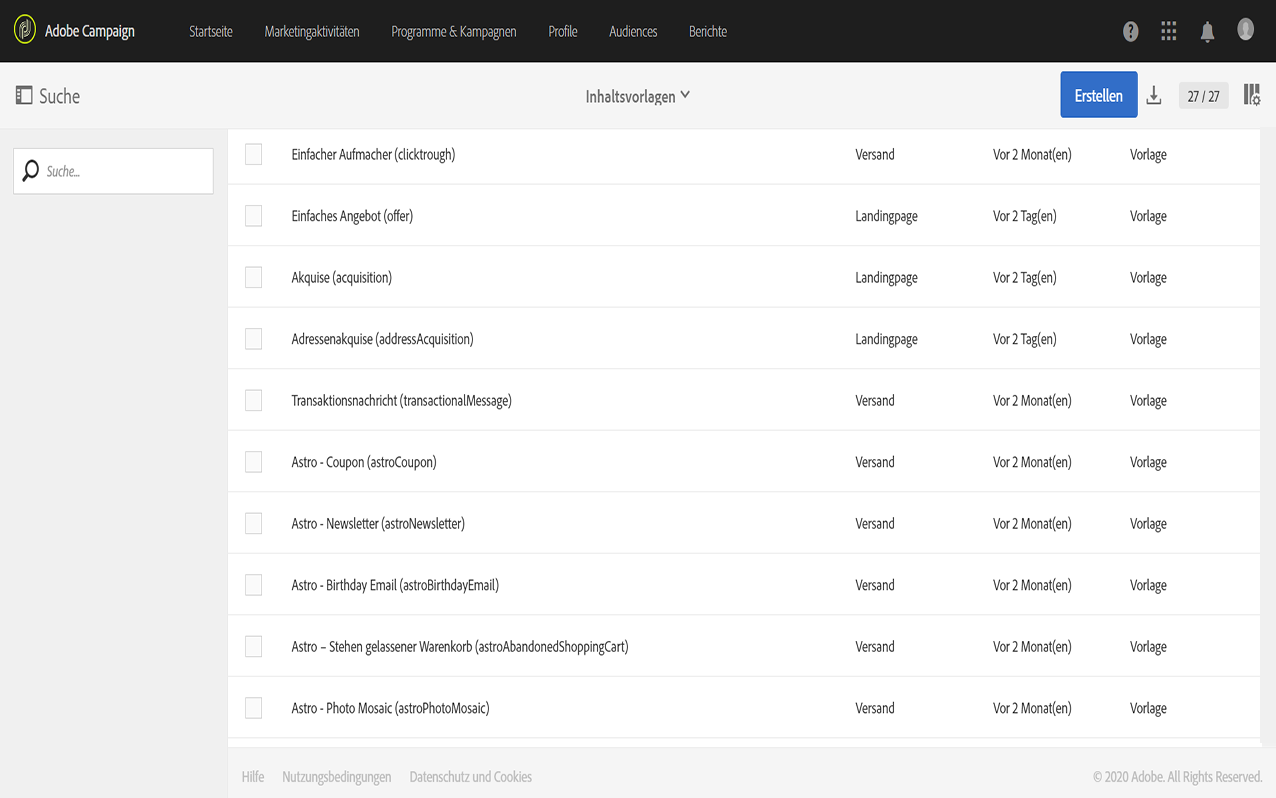 Adobe Campaign Startseite Marketingaktivitäten Programme & Kampagnen Profile Audiences Berichte
Suche Inhaltsvorlagen Erstellen 27 / 27
Suche...
Einfacher Aufmacher (clicktrough) Versand Vor 2 Monat(en) Vorlage
Einfaches Angebot (offer) Landingpage Vor 2 Tag(en) Vorlage
Akquise (acquisition) Landingpage Vor 2 Tag(en) Vorlage
Adressenakquise (addressAcquisition) Landingpage Vor 2 Tag(en) Vorlage
Transaktionsnachricht (transactionalMessage) Versand Vor 2 Monat(en) Vorlage
Astro - Coupon (astroCoupon) Versand Vor 2 Monat(en) Vorlage
Astro - Newsletter (astroNewsletter) Versand Vor 2 Monat(en) Vorlage
Astro - Birthday Email (astroBirthdayEmail) Versand Vor 2 Monat(en) Vorlage
Astro – Stehen gelassener Warenkorb (astroAbandonedShoppingCart) Versand Vor 2 Monat(en) Vorlage
Astro - Photo Mosaic (astroPhotoMosaic) Versand Vor 2 Monat(en) Vorlage
Hilfe Nutzungsbedingungen Datenschutz und Cookies © 2020 Adobe. All Rights Reserved.